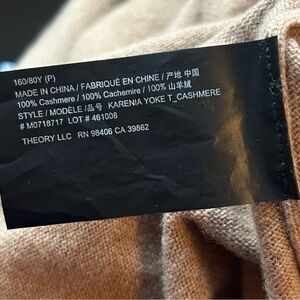 160/80Y (P)
MADE IN CHINA / FABRIQUÉ EN CHINE / 产地 中国
100% Cashmere / 100% Cachemire / 100% 山羊绒
STYLE / MODÈLE /品号 KARENIA YOKE T_CASHMERE
# M0718717 LOT # 461008
THEORY LLC RN 98406 CA 39862